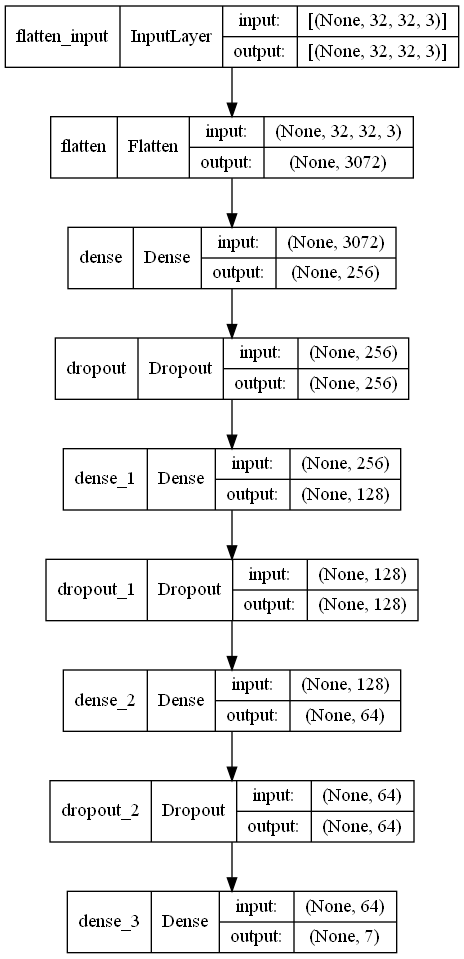 flatten_input InputLayer input: [(None, 32, 32, 3)]
output: [(None, 32, 32, 3)]
flatten Flatten input: (None, 32, 32, 3)
output: (None, 3072)
dense Dense input: (None, 3072)
output: (None, 256)
dropout Dropout input: (None, 256)
output: (None, 256)
dense_1 Dense input: (None, 256)
output: (None, 128)
dropout_1 Dropout input: (None, 128)
output: (None, 128)
dense_2 Dense input: (None, 128)
output: (None, 64)
dropout_2 Dropout input: (None, 64)
output: (None, 64)
dense_3 Dense input: (None, 64)
output: (None, 7)